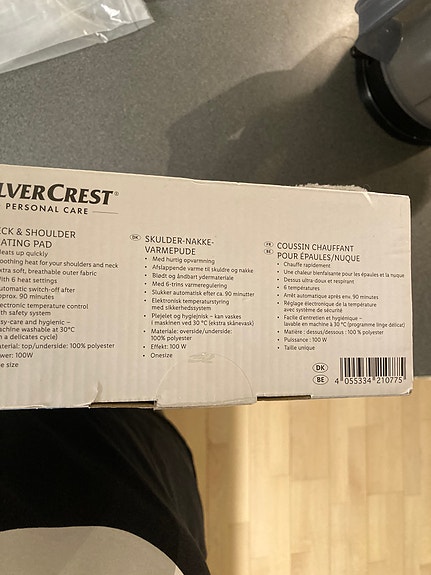 LVERCREST®
PERSONAL CARE
CK & SHOULDER
ATING PAD
eats up quickly
oothing heat for your shoulders and neck
xtra soft, breathable outer fabric
ith 6 heat settings
utomatic switch-off after
pprox. 90 minutes
ectronic temperature control
th safety system
sy-care and hygienic –
chine washable at 30°C
n a delicates cycle)
aterial: top/underside: 100% polyester
wer: 100W
e size
DK
SKULDER-NAKKE-
VARMEPUDE
• Med hurtig opvarmning
• Afslappende varme til skuldre og nakke
• Blødt og åndbart ydermateriale
• Med 6-trins varmeregulering
• Slukker automatisk efter ca. 90 minutter
• Elektronisk temperaturstyring
med sikkerhedssystem
• Plejelet og hygiejnisk – kan vaskes
i maskinen ved 30 °C (ekstra skånevask)
• Materiale: overside/underside:
100% polyester
• Effekt: 100 W
• Onesize
FR
BE
COUSSIN CHAUFFANT
POUR ÉPAULES/NUQUE
• Chauffe rapidement
• Une chaleur bienfaisante pour les épaules et la nuque
• Dessus ultra-doux et respirant
• 6 températures
• Arrêt automatique après env. 90 minutes
• Réglage électronique de la température
avec système de sécurité
• Facile d'entretien et hygiénique –
lavable en machine à 30 °C (programme linge délicat)
• Matière : dessus/dessous : 100 % polyester
• Puissance : 100 W
• Taille unique
DK
BE
4 055334 210775